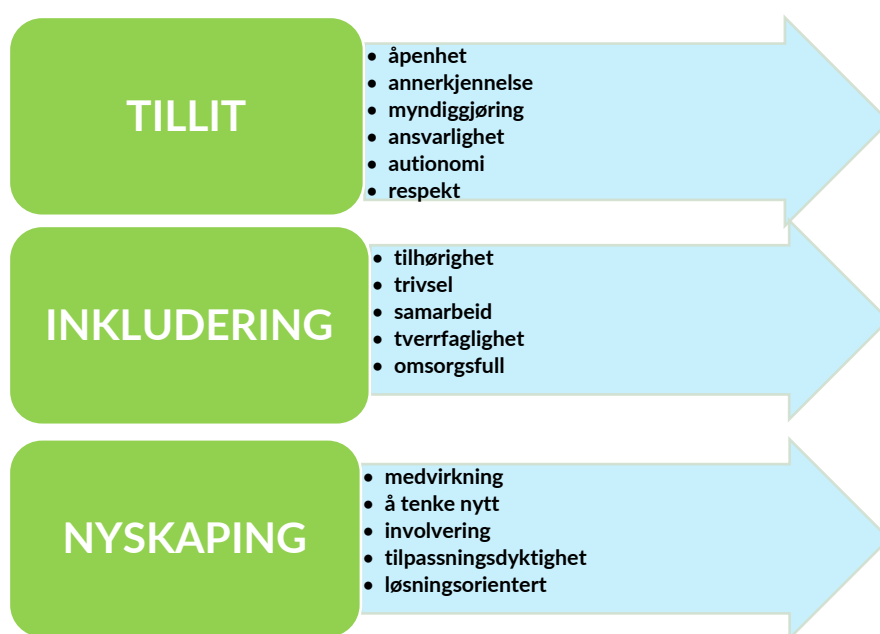 TILLIT
• åpenhet
• annerkjennelse
• myndiggjøring
• ansvarlighet
• autionomi
• respekt
INKLUDERING
• tilhørighet
• trivsel
• samarbeid
• tverrfaglighet
• omsorgsfull
NYSKAPING
• medvirkning
• å tenke nytt
• involvering
• tilpassningsdyktighet
• løsningsorientert